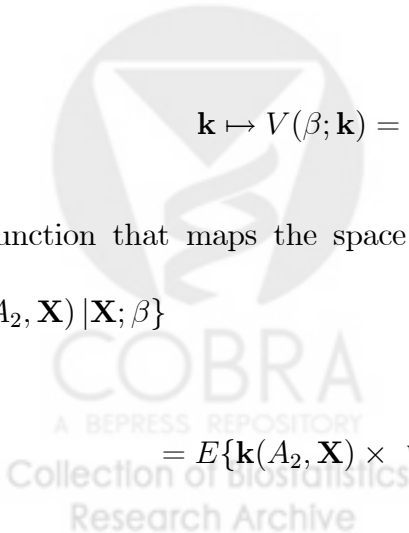 k ↦ V(β; k) =
unction that maps the space
A₂, X) |X; β}
COBRA
A BEPRESS REPOSITORY
= E{k(A₂, X) ×
Collection of Biostatistics
Research Archive